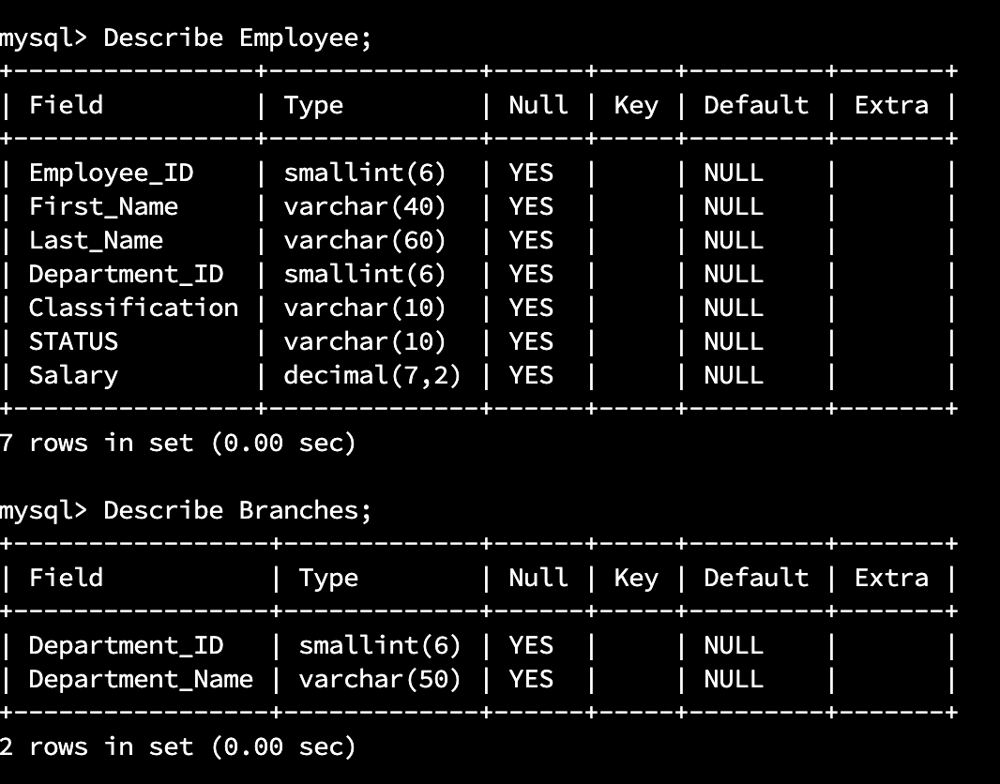 mysql> Describe Employee;
+----------------+--------------+------+-----+---------+-------+
| Field          | Type         | Null | Key | Default | Extra |
+----------------+--------------+------+-----+---------+-------+
| Employee_ID    | smallint(6)  | YES  |     | NULL    |       |
| First_Name     | varchar(40)  | YES  |     | NULL    |       |
| Last_Name      | varchar(60)  | YES  |     | NULL    |       |
| Department_ID  | smallint(6)  | YES  |     | NULL    |       |
| Classification | varchar(10)  | YES  |     | NULL    |       |
| STATUS         | varchar(10)  | YES  |     | NULL    |       |
| Salary         | decimal(7,2) | YES  |     | NULL    |       |
+----------------+--------------+------+-----+---------+-------+
7 rows in set (0.00 sec)
mysql> Describe Branches;
+-----------------+-------------+------+-----+---------+-------+
| Field           | Type        | Null | Key | Default | Extra |
+-----------------+-------------+------+-----+---------+-------+
| Department_ID   | smallint(6) | YES  |     | NULL    |       |
| Department_Name | varchar(50) | YES  |     | NULL    |       |
+-----------------+-------------+------+-----+---------+-------+
2 rows in set (0.00 sec)